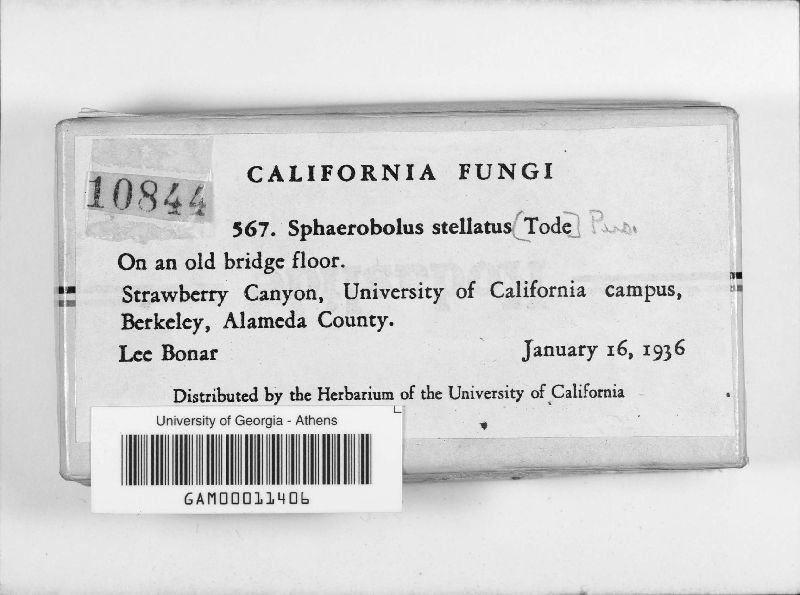 CALIFORNIA FUNGI
10844
567. Sphaerobolus stellatus (Tode) Pers.
On an old bridge floor.
Strawberry Canyon, University of California campus,
Berkeley, Alameda County.
Lee Bonar January 16, 1936
Distributed by the Herbarium of the University of California
University of Georgia - Athens
GAM00011406